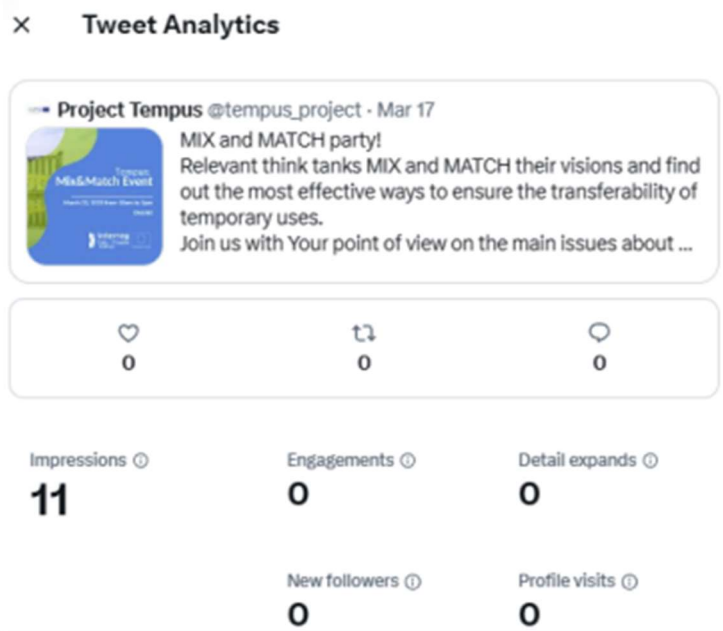 Tweet Analytics
Project Tempus @tempus_project · Mar 17
MIX and MATCH party!
Relevant think tanks MIX and MATCH their visions and find
out the most effective ways to ensure the transferability of
temporary uses.
Join us with Your point of view on the main issues about ...
Tempus
Mix&Match Event
Interreg
0 0 0
Impressions Engagements Detail expands
11 0 0
New followers Profile visits
0 0